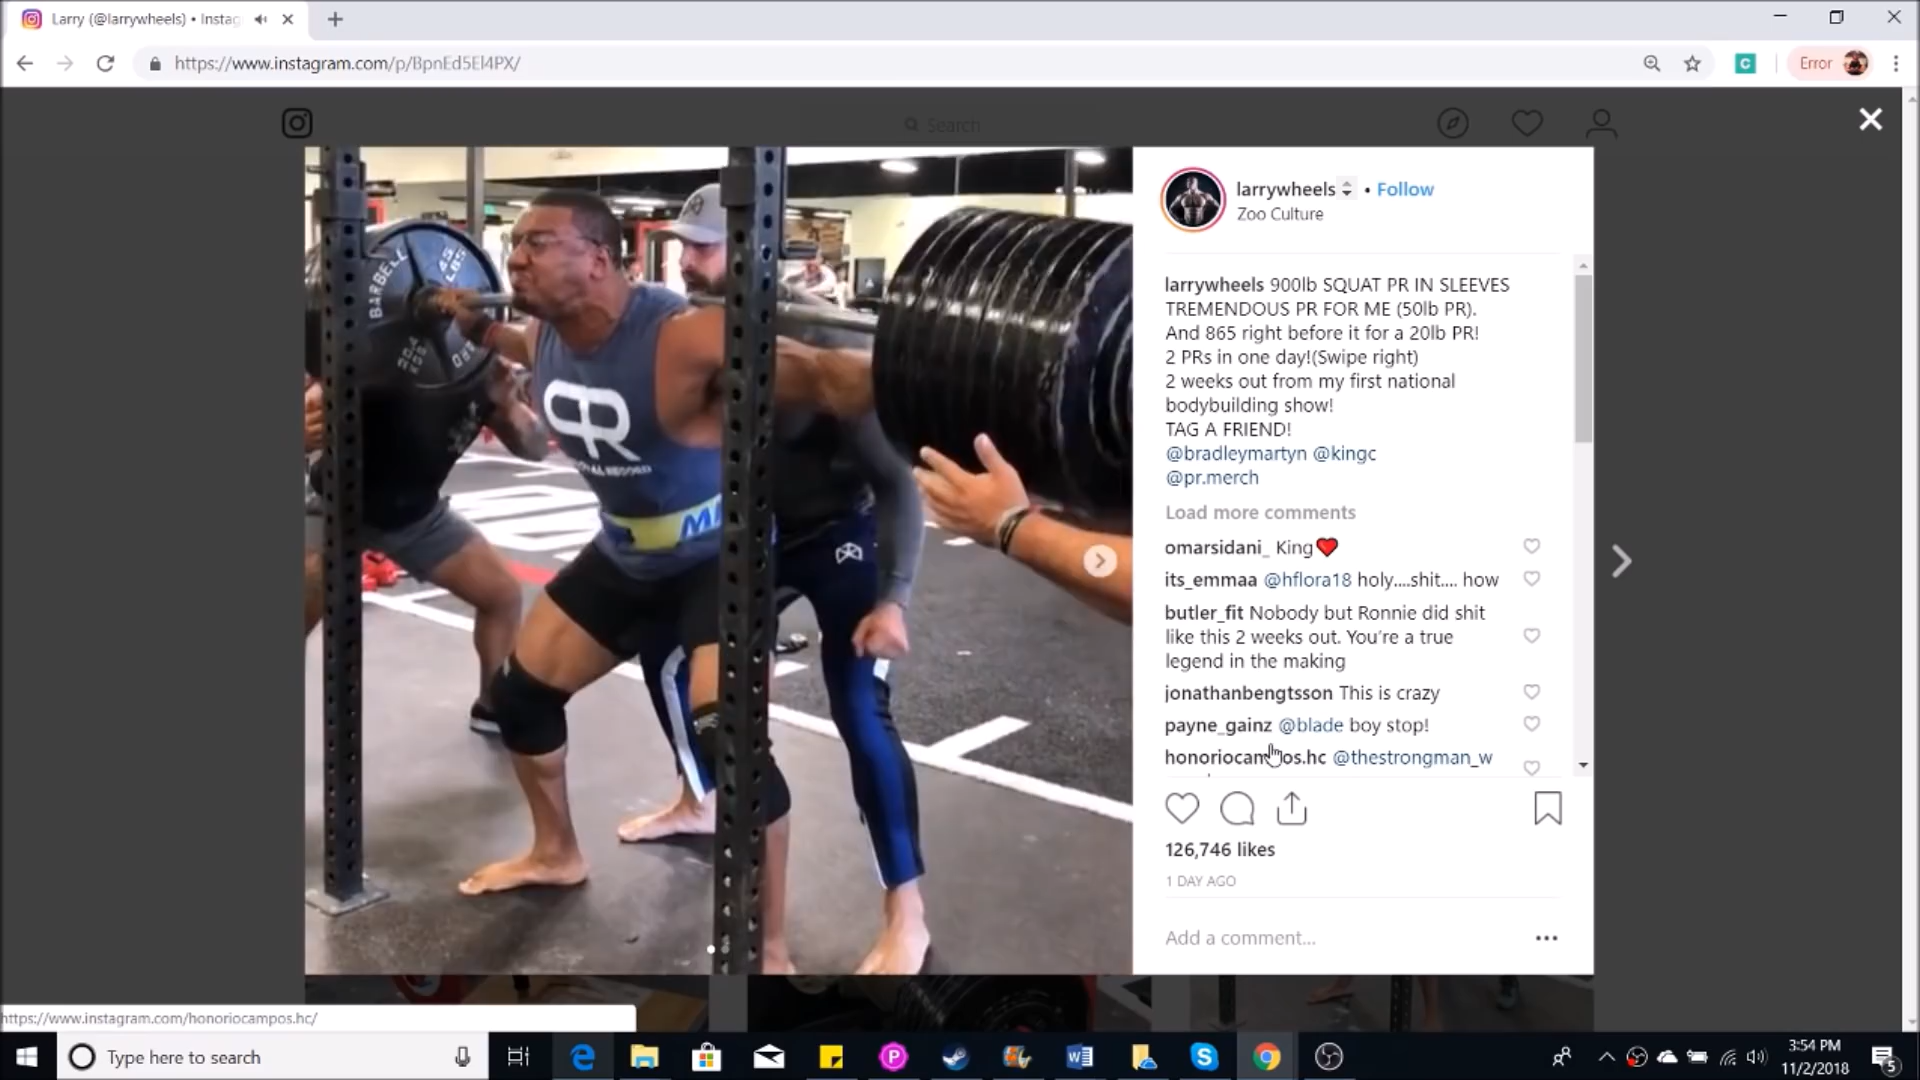 Larry (@larrywheels) • Instag
https://www.instagram.com/p/BpnEd5El4PX/
Error
Search
larrywheels • Follow
Zoo Culture
BARBELL
45 LBS
larrywheels 900lb SQUAT PR IN SLEEVES
TREMENDOUS PR FOR ME (50lb PR).
And 865 right before it for a 20lb PR!
2 PRs in one day!(Swipe right)
2 weeks out from my first national
bodybuilding show!
TAG A FRIEND!
@bradleymartyn @kingc
@pr.merch
Load more comments
omarsidani_ King
its_emmaa @hflora18 holy....shit.... how
butler_fit Nobody but Ronnie did shit
like this 2 weeks out. You're a true
legend in the making
jonathanbengtsson This is crazy
payne_gainz @blade boy stop!
honoriocampos.hc @thestrongman_w
126,746 likes
1 DAY AGO
Add a comment...
https://www.instagram.com/honoriocampos.hc/
Type here to search
3:54 PM
11/2/2018
5